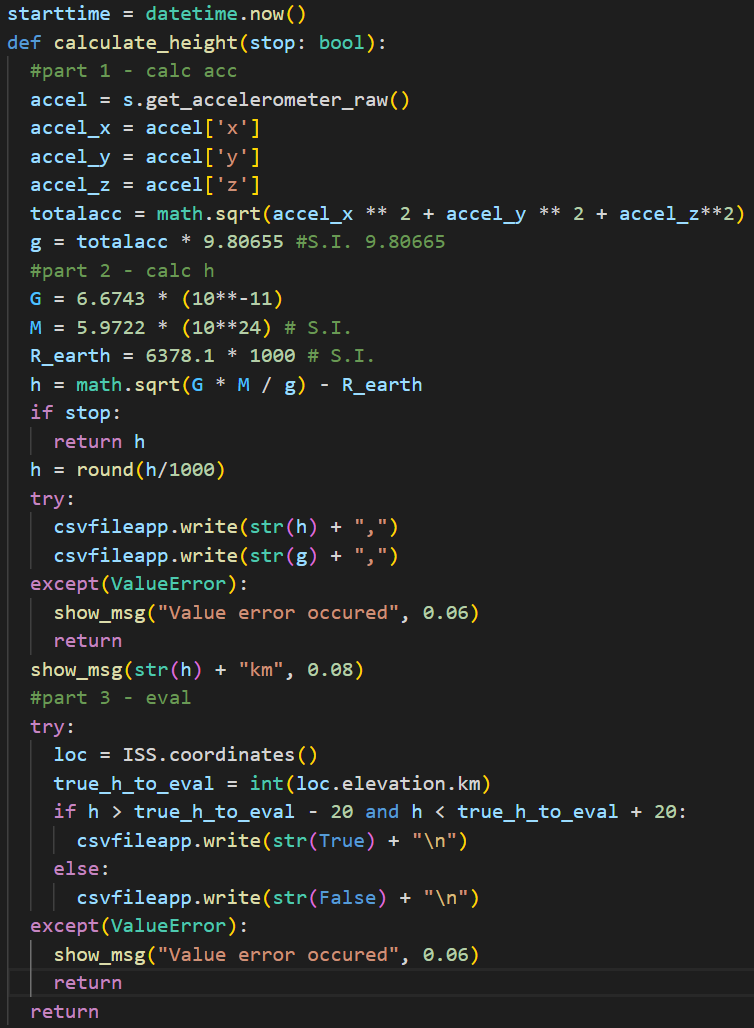 starttime = datetime.now()
def calculate_height(stop: bool):
  #part 1 - calc acc
  accel = s.get_accelerometer_raw()
  accel_x = accel['x']
  accel_y = accel['y']
  accel_z = accel['z']
  totalacc = math.sqrt(accel_x ** 2 + accel_y ** 2 + accel_z**2)
  g = totalacc * 9.80655 #S.I. 9.80665
  #part 2 - calc h
  G = 6.6743 * (10**-11)
  M = 5.9722 * (10**24) # S.I.
  R_earth = 6378.1 * 1000 # S.I.
  h = math.sqrt(G * M / g) - R_earth
  if stop:
    return h
  h = round(h/1000)
  try:
    csvfileapp.write(str(h) + ",")
    csvfileapp.write(str(g) + ",")
  except(ValueError):
    show_msg("Value error occured", 0.06)
    return
  show_msg(str(h) + "km", 0.08)
  #part 3 - eval
  try:
    loc = ISS.coordinates()
    true_h_to_eval = int(loc.elevation.km)
    if h > true_h_to_eval - 20 and h < true_h_to_eval + 20:
      csvfileapp.write(str(True) + "\n")
    else:
      csvfileapp.write(str(False) + "\n")
  except(ValueError):
    show_msg("Value error occured", 0.06)
    return
  return